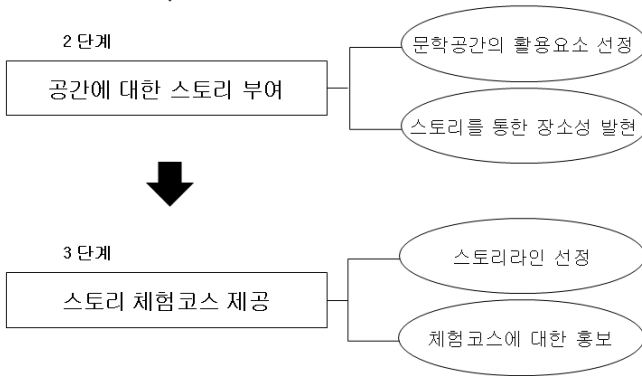 2 단계
공간에 대한 스토리 부여
문학공간의 활용요소 선정
스토리를 통한 장소성 발현
3 단계
스토리 체험코스 제공
스토리라인 선정
체험코스에 대한 홍보